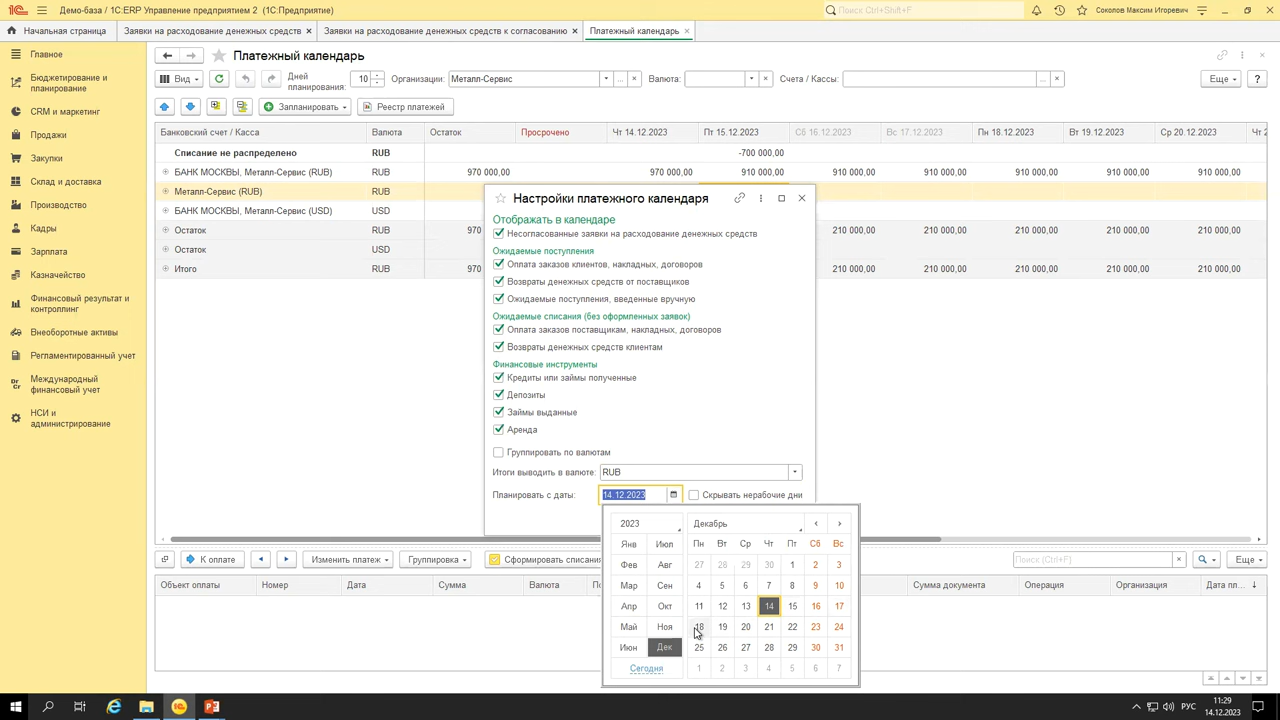 Демо-база / 1C:ERP Управление предприятием 2 (1С:Предприятие)
Поиск Ctrl+Shift+F
Соколов Максим Игоревич
Начальная страница
Заявки на расходование денежных средств ×
Заявки на расходование денежных средств к согласованию ×
Платежный календарь ×
Главное
Бюджетирование и планирование
CRM и маркетинг
Продажи
Закупки
Склад и доставка
Производство
Кадры
Зарплата
Казначейство
Финансовый результат и контроллинг
Внеоборотные активы
Регламентированный учет
Международный финансовый учет
НСИ и администрирование
Платежный календарь
Вид
Дней планирования: 10
Организации: Металл-Сервис
Валюта:
Счета / Кассы:
Еще
?
Запланировать
Реестр платежей
Банковский счет / Касса Валюта Остаток Просрочено Чт 14.12.2023 Пт 15.12.2023 Сб 16.12.2023 Вс 17.12.2023 Пн 18.12.2023 Вт 19.12.2023 Ср 20.12.2023 Чт 2
Списание не распределено RUB -700 000,00
БАНК МОСКВЫ, Металл-Сервис (RUB) RUB 970 000,00 970 000,00 910 000,00 910 000,00 910 000,00 910 000,00 910 000,00 910 000,00
Металл-Сервис (RUB) RUB
БАНК МОСКВЫ, Металл-Сервис (USD) USD
Остаток RUB 970 210 000,00 210 000,00 210 000,00 210 000,00 210 000,00
Остаток USD
Итого RUB 970 210 000,00 210 000,00 210 000,00 210 000,00 210 000,00
Настройки платежного календаря
Отображать в календаре
Несогласованные заявки на расходование денежных средств
Ожидаемые поступления
Оплата заказов клиентов, накладных, договоров
Возвраты денежных средств от поставщиков
Ожидаемые поступления, введенные вручную
Ожидаемые списания (без оформленных заявок)
Оплата заказов поставщикам, накладных, договоров
Возвраты денежных средств клиентам
Финансовые инструменты
Кредиты или займы полученные
Депозиты
Займы выданные
Аренда
Группировать по валютам
Итоги выводить в валюте: RUB
Планировать с даты: 14.12.2023
Скрывать нерабочие дни
2023 Декабрь
Янв Июл Пн Вт Ср Чт Пт Сб Вс
Фев Авг 27 28 29 30 1 2 3
Мар Сен 4 5 6 7 8 9 10
Апр Окт 11 12 13 14 15 16 17
Май Ноя 18 19 20 21 22 23 24
Июн Дек 25 26 27 28 29 30 31
Сегодня 1 2 3 4 5 6 7
К оплате
Изменить платеж
Группировка
Сформировать списания
Поиск (Ctrl+F)
Еще
Объект оплаты Номер Дата Сумма Валюта По Сумма документа Операция Организация Дата пл...
РУС
11:29
14.12.2023